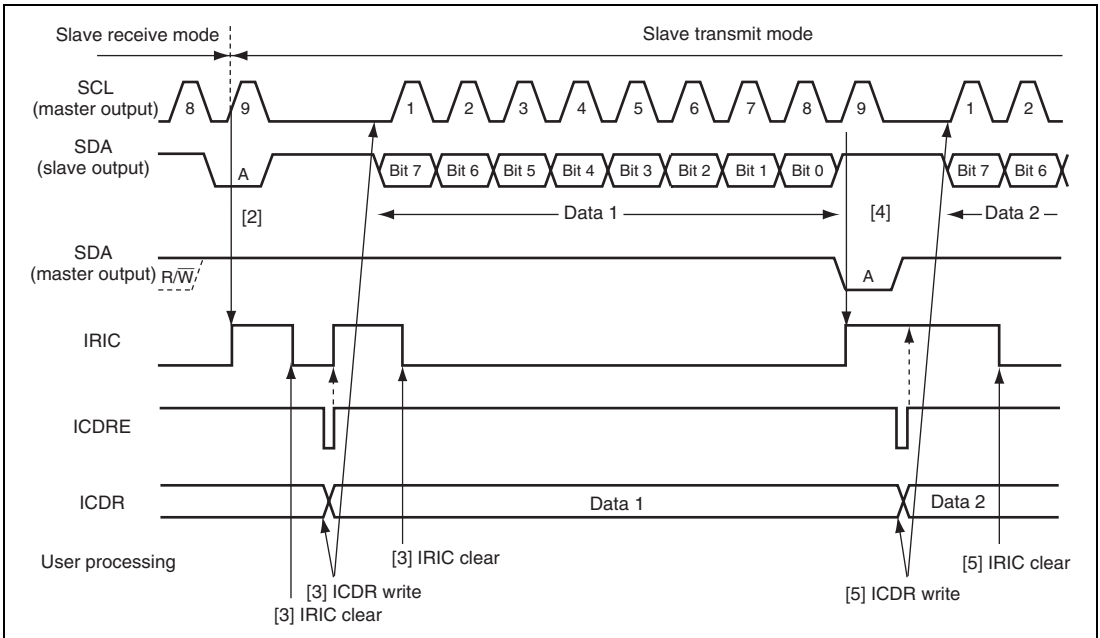 Slave receive mode
Slave transmit mode
SCL
(master output)
8 9 1 2 3 4 5 6 7 8 9 1 2
SDA
(slave output)
A Bit 7 Bit 6 Bit 5 Bit 4 Bit 3 Bit 2 Bit 1 Bit 0 Bit 7 Bit 6
[2] Data 1 [4] Data 2
SDA
(master output)
R/W̅
A
IRIC
ICDRE
ICDR
Data 1 Data 2
User processing
[3] IRIC clear
[5] IRIC clear
[3] ICDR write
[5] ICDR write
[3] IRIC clear